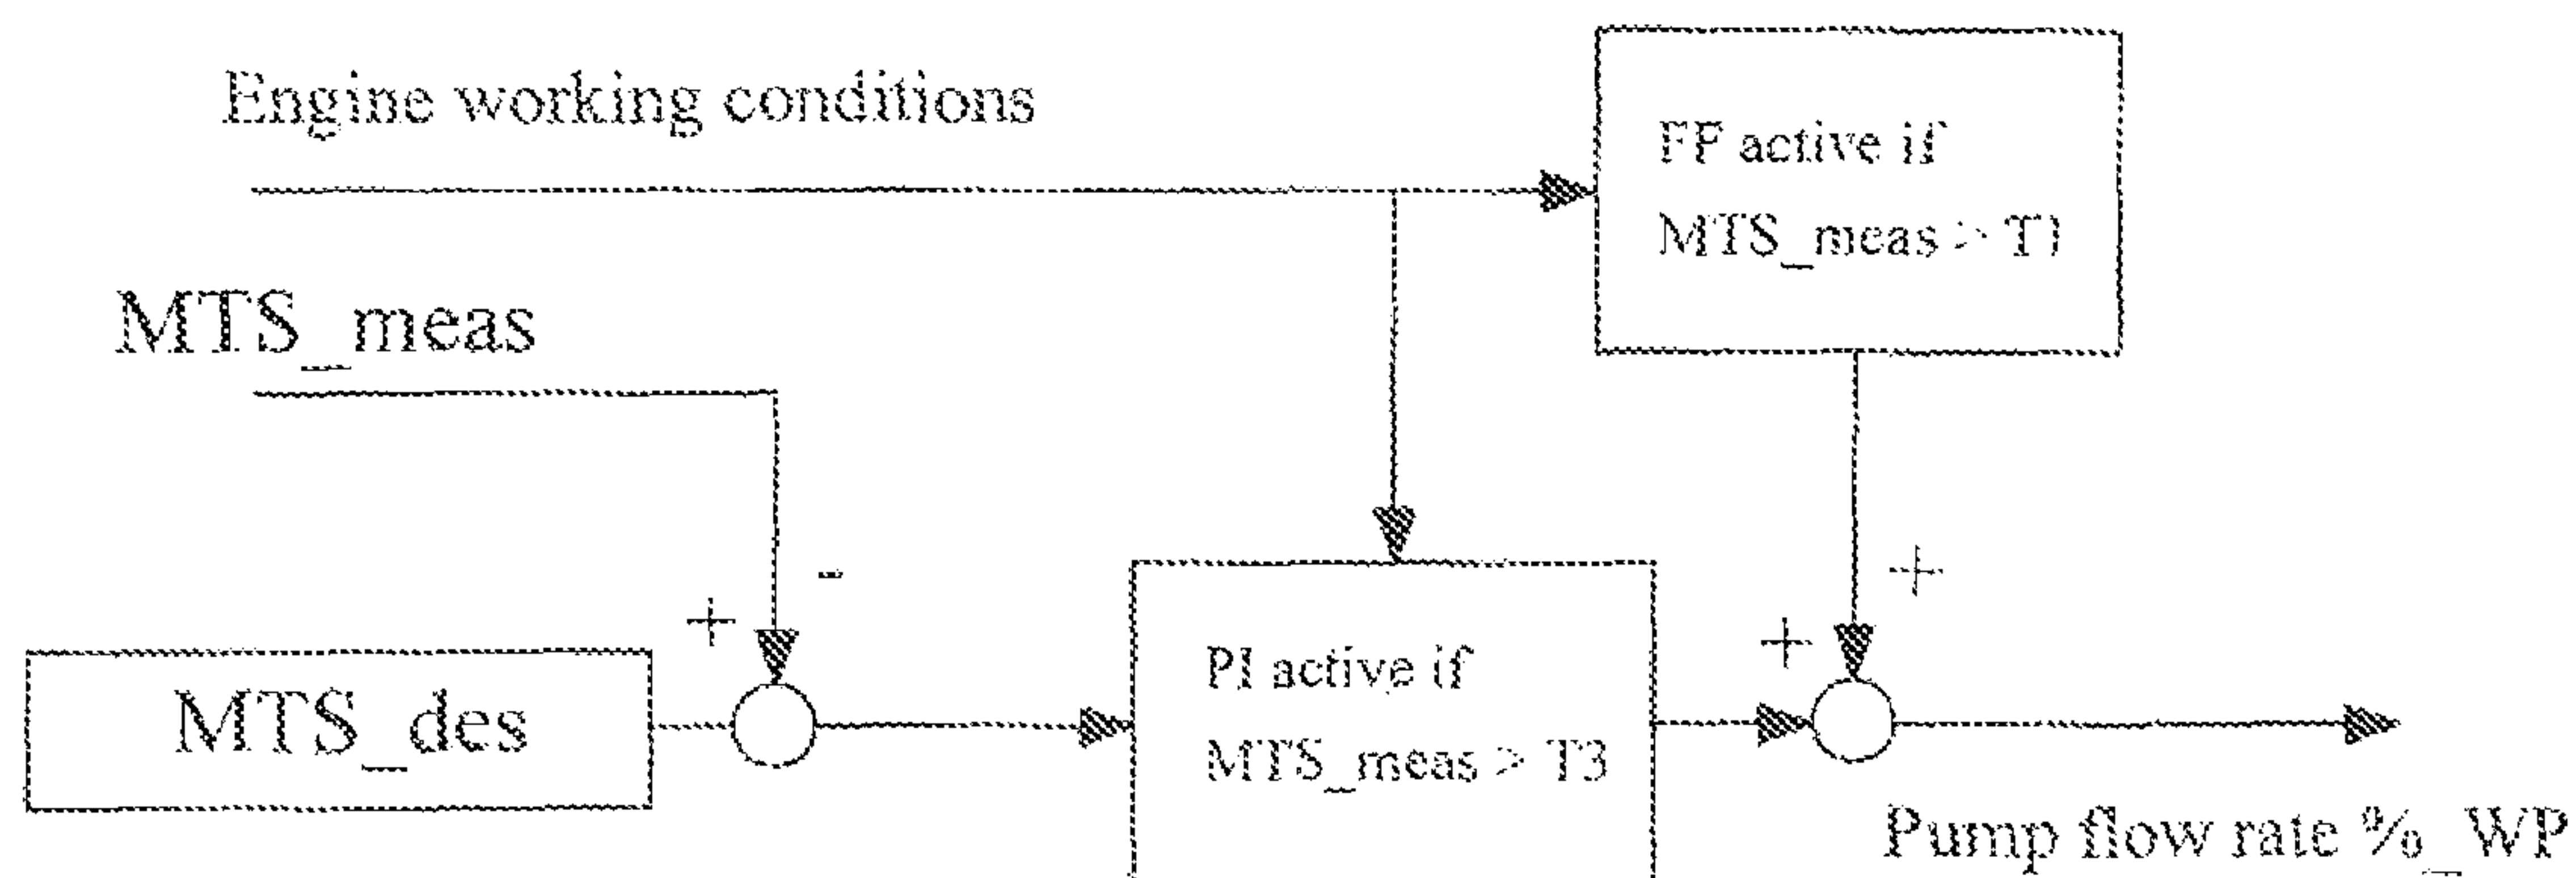 Engine working conditions
FF active if
MTS_meas > T1
MTS_meas
-
+
+
+
MTS_des
PI active if
MTS_meas > T3
Pump flow rate %_WP